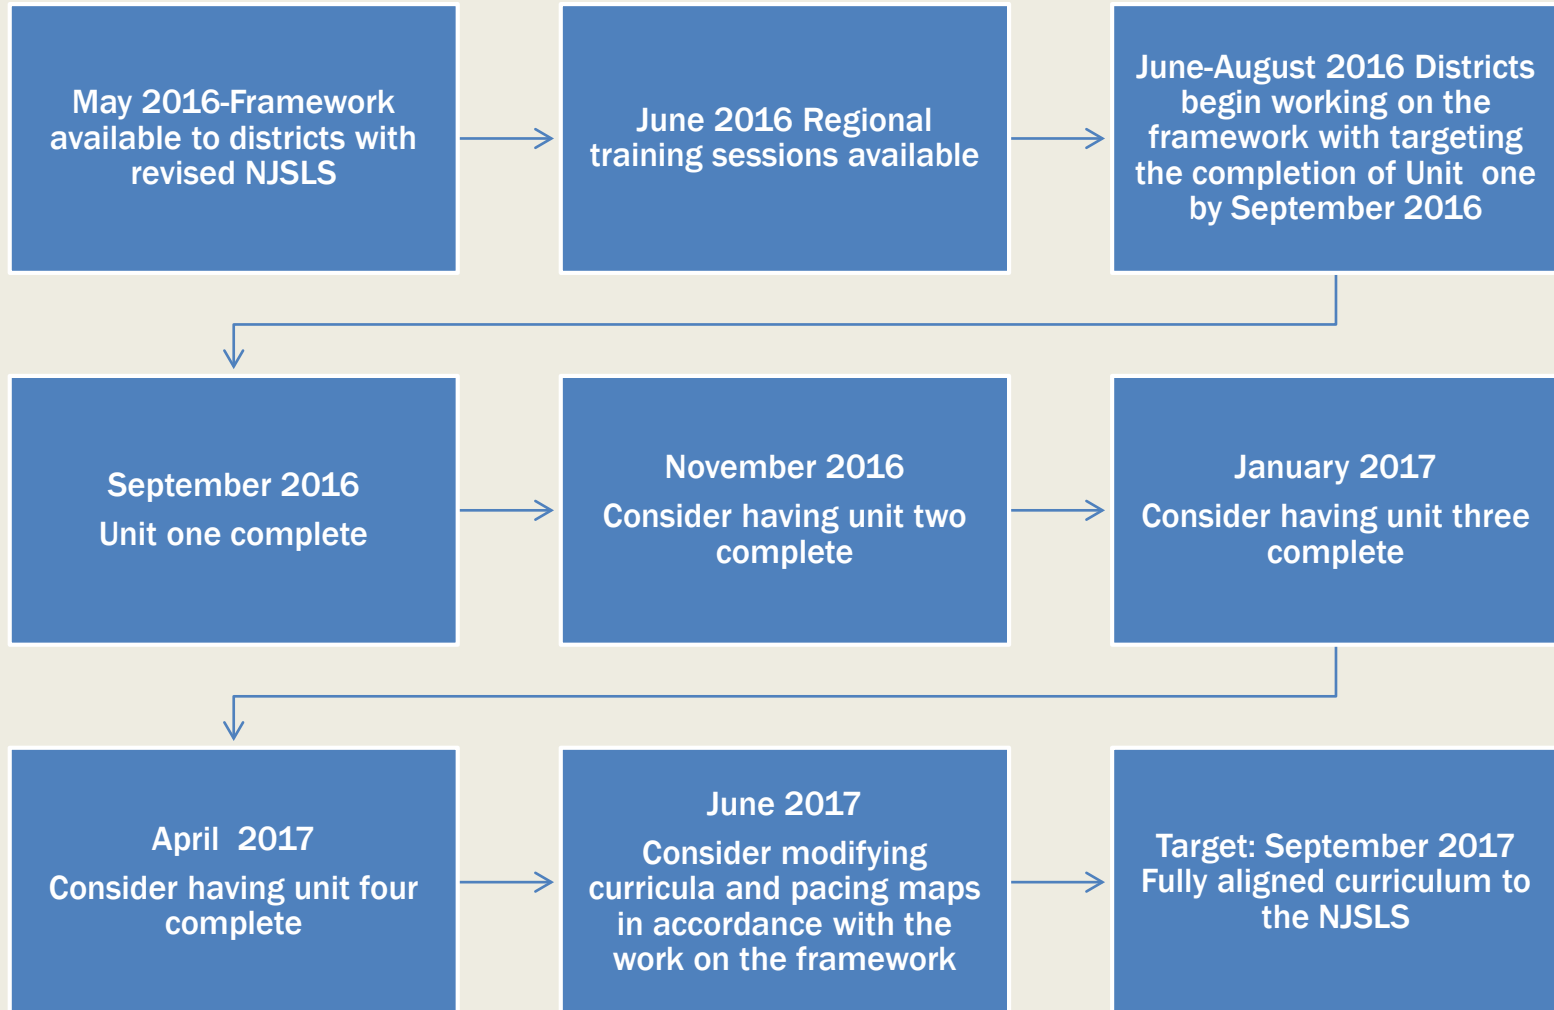 May 2016-Framework
available to districts with
revised NJSLS
June 2016 Regional
training sessions available
June-August 2016 Districts
begin working on the
framework with targeting
the completion of Unit  one
by September 2016
September 2016
Unit one complete
November 2016
Consider having unit two
complete
January 2017
Consider having unit three
complete
April  2017
Consider having unit four
complete
June 2017
Consider modifying
curricula and pacing maps
in accordance with the
work on the framework
Target: September 2017
Fully aligned curriculum to
the NJSLS